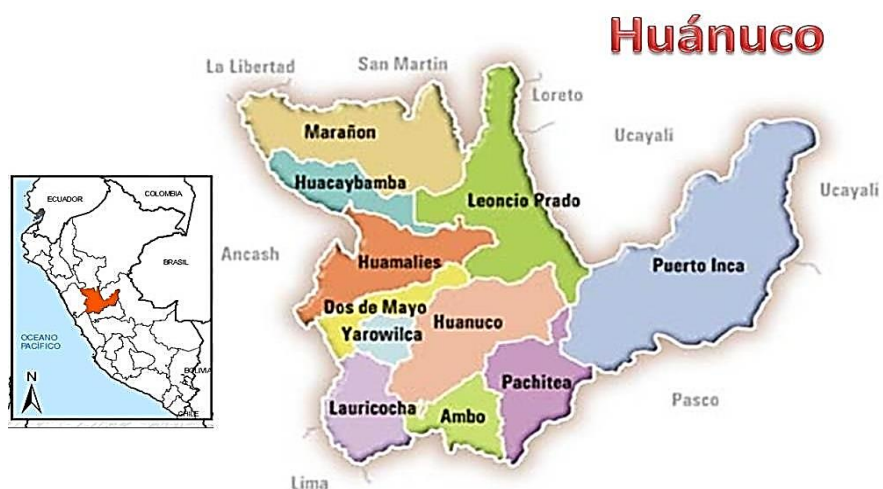 Huánuco
La Libertad
San Martin
Loreto
Ucayali
Ucayali
Ancash
Pasco
Lima
Marañon
Huacaybamba
Leoncio Prado
Huamalies
Puerto Inca
Dos de Mayo
Huanuco
Yarowilca
Pachitea
Lauricocha
Ambo
ECUADOR
COLOMBIA
BRASIL
OCEANO
PACÍFICO
BOLIVIA
CHILE
N